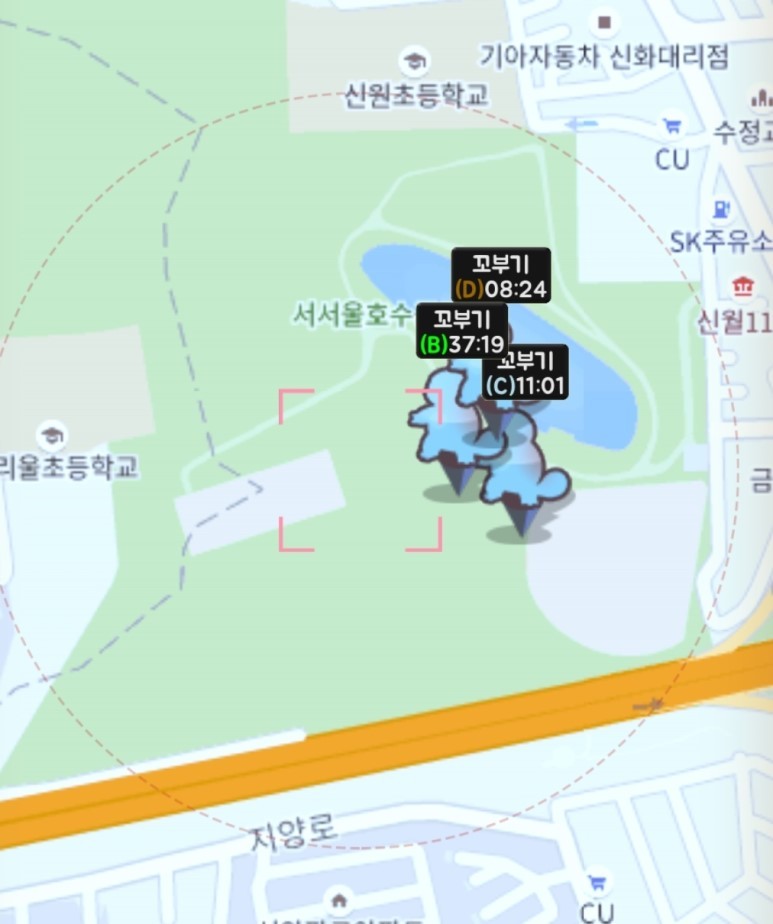 기아자동차 신화대리점
신원초등학교
CU
SK주유소
서서울호수
신월11
꼬부기
(D)08:24
꼬부기
(B)37:19
꼬부기
(C)11:01
리울초등학교
금
지양로
CU